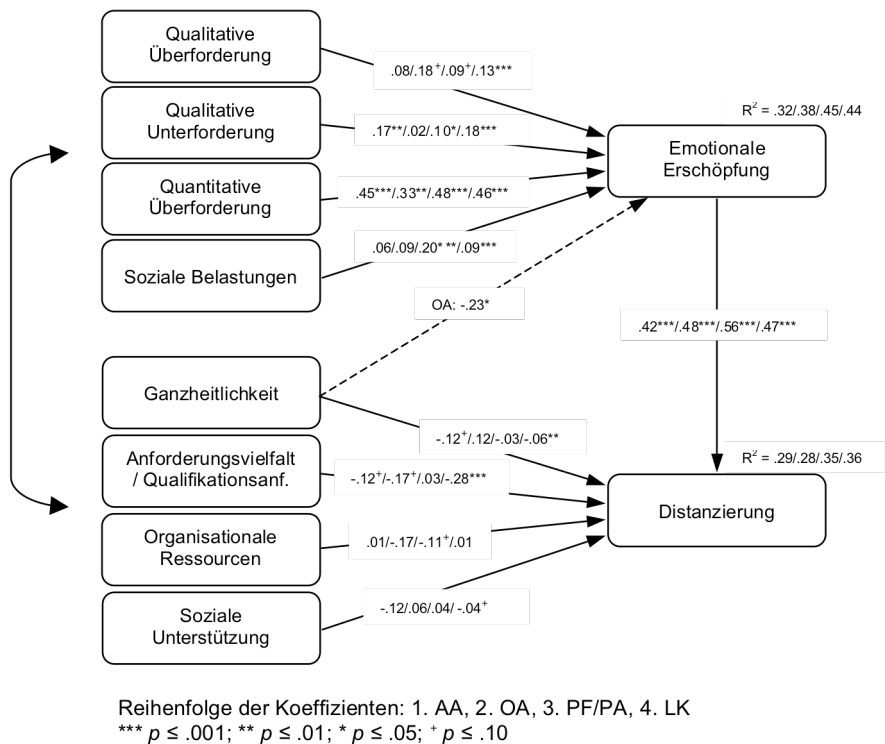 Qualitative
Überforderung
.08/.18⁺/.09⁺/.13***
Qualitative
Unterforderung
.17**/.02/.10*/.18***
Quantitative
Überforderung
.45***/.33**/.48***/.46***
Soziale Belastungen
.06/.09/.20* **/.09***
R² = .32/.38/.45/.44
Emotionale
Erschöpfung
OA: -.23*
.42***/.48***/.56***/.47***
Ganzheitlichkeit
-.12⁺/.12/-.03/-.06**
Anforderungsvielfalt
/ Qualifikationsanf.
-.12⁺/-.17⁺/.03/-.28***
Organisationale
Ressourcen
.01/-.17/-.11⁺/.01
Soziale
Unterstützung
-.12/.06/.04/ -.04⁺
R² = .29/.28/.35/.36
Distanzierung
Reihenfolge der Koeffizienten: 1. AA, 2. OA, 3. PF/PA, 4. LK
*** p ≤ .001; ** p ≤ .01; * p ≤ .05; ⁺ p ≤ .10